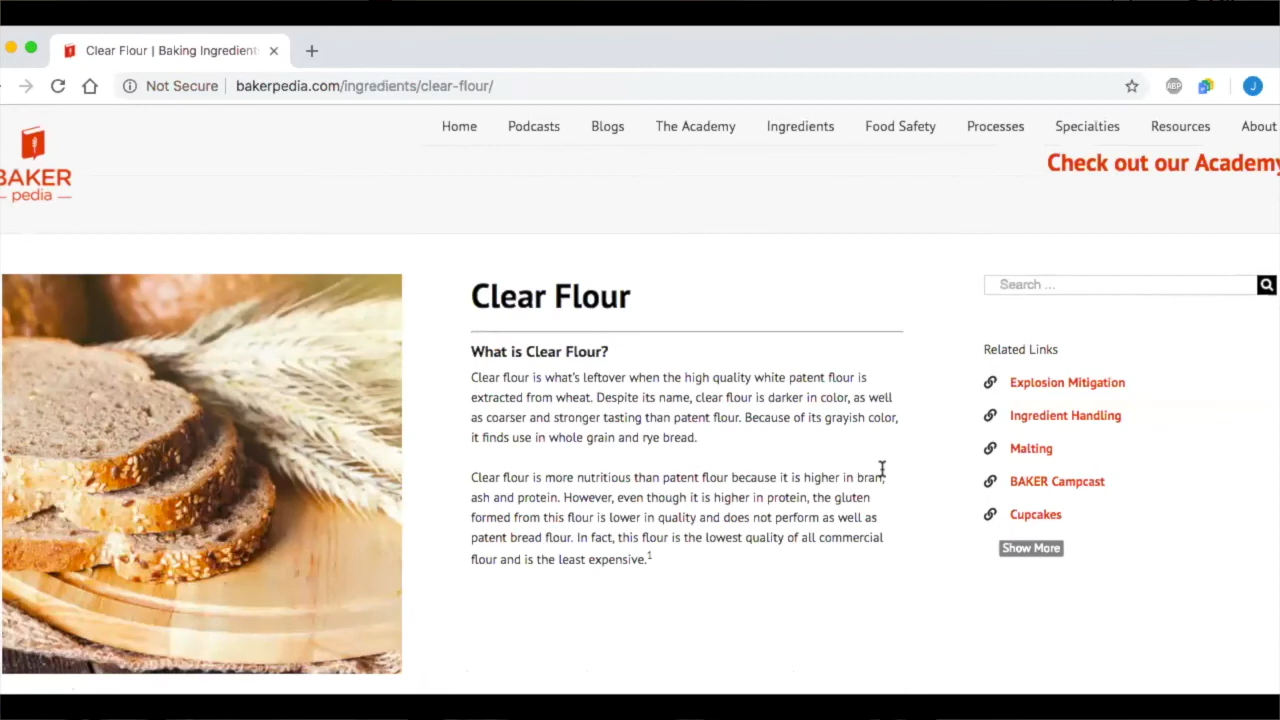 Clear Flour | Baking Ingredient
Not Secure
bakerpedia.com/ingredients/clear-flour/
ABP
J
BAKER
pedia
Home
Podcasts
Blogs
The Academy
Ingredients
Food Safety
Processes
Specialties
Resources
About
Check out our Academy
Clear Flour
What is Clear Flour?
Clear flour is what's leftover when the high quality white patent flour is
extracted from wheat. Despite its name, clear flour is darker in color, as well
as coarser and stronger tasting than patent flour. Because of its grayish color,
it finds use in whole grain and rye bread.
Clear flour is more nutritious than patent flour because it is higher in bran,
ash and protein. However, even though it is higher in protein, the gluten
formed from this flour is lower in quality and does not perform as well as
patent bread flour. In fact, this flour is the lowest quality of all commercial
flour and is the least expensive.1
Search ...
Related Links
Explosion Mitigation
Ingredient Handling
Malting
BAKER Campcast
Cupcakes
Show More